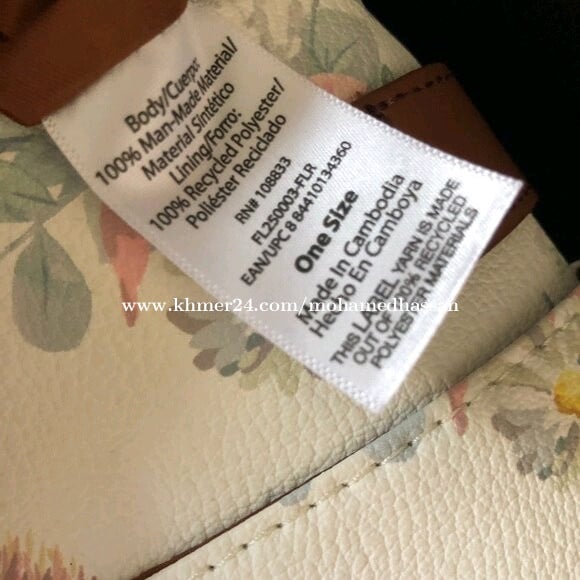 Body/Cuerpo:
100% Man-Made Material/
Material Sintético
Lining/Forro:
100% Recycled Polyester/
Poliéster Reciclado
RN# 108833
FL250003-FLR
EAN/UPC 8 84410134360
One Size
Made In Cambodia
Hecho En Camboya
THIS LABEL YARN IS MADE
OUT OF 100% RECYCLED
POLYESTER MATERIALS
www.khmer24.com/mohamedhassan